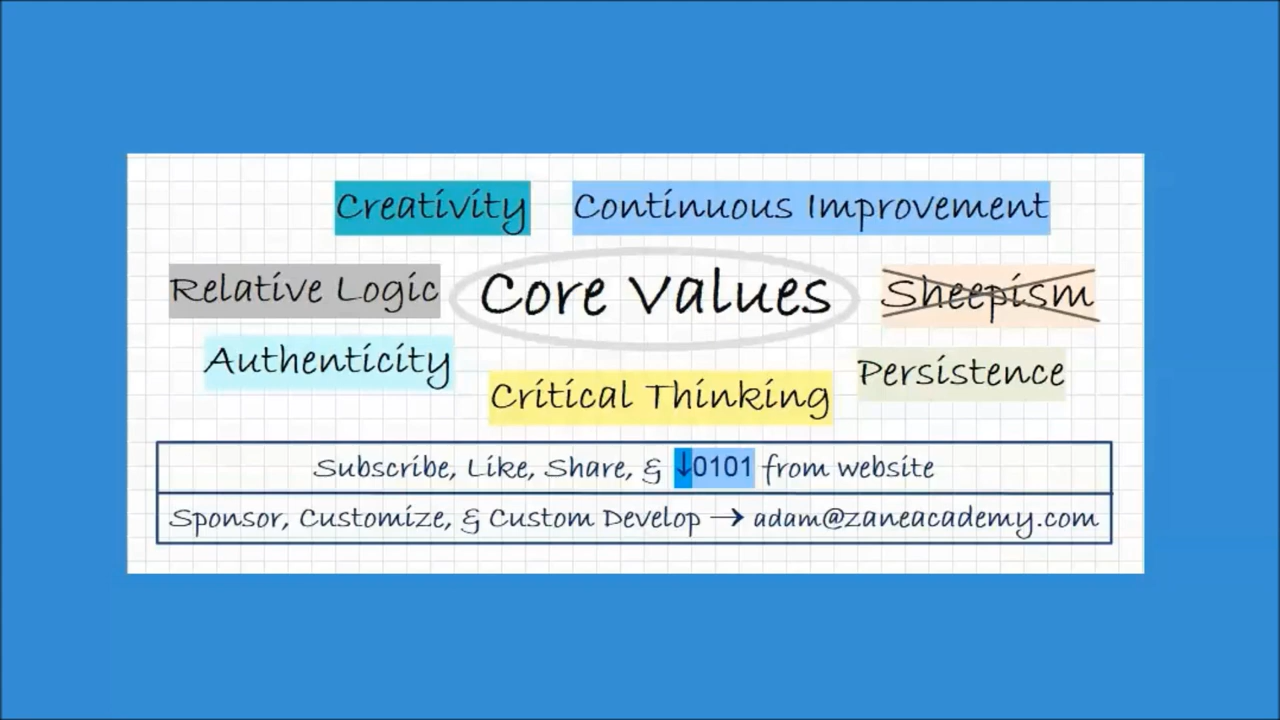 Creativity Continuous Improvement
Relative Logic Core Values Sheepism
Authenticity Persistence
Critical Thinking
Subscribe, Like, Share, & ↓0101 from website
Sponsor, Customize, & Custom Develop → adam@zaneacademy.com